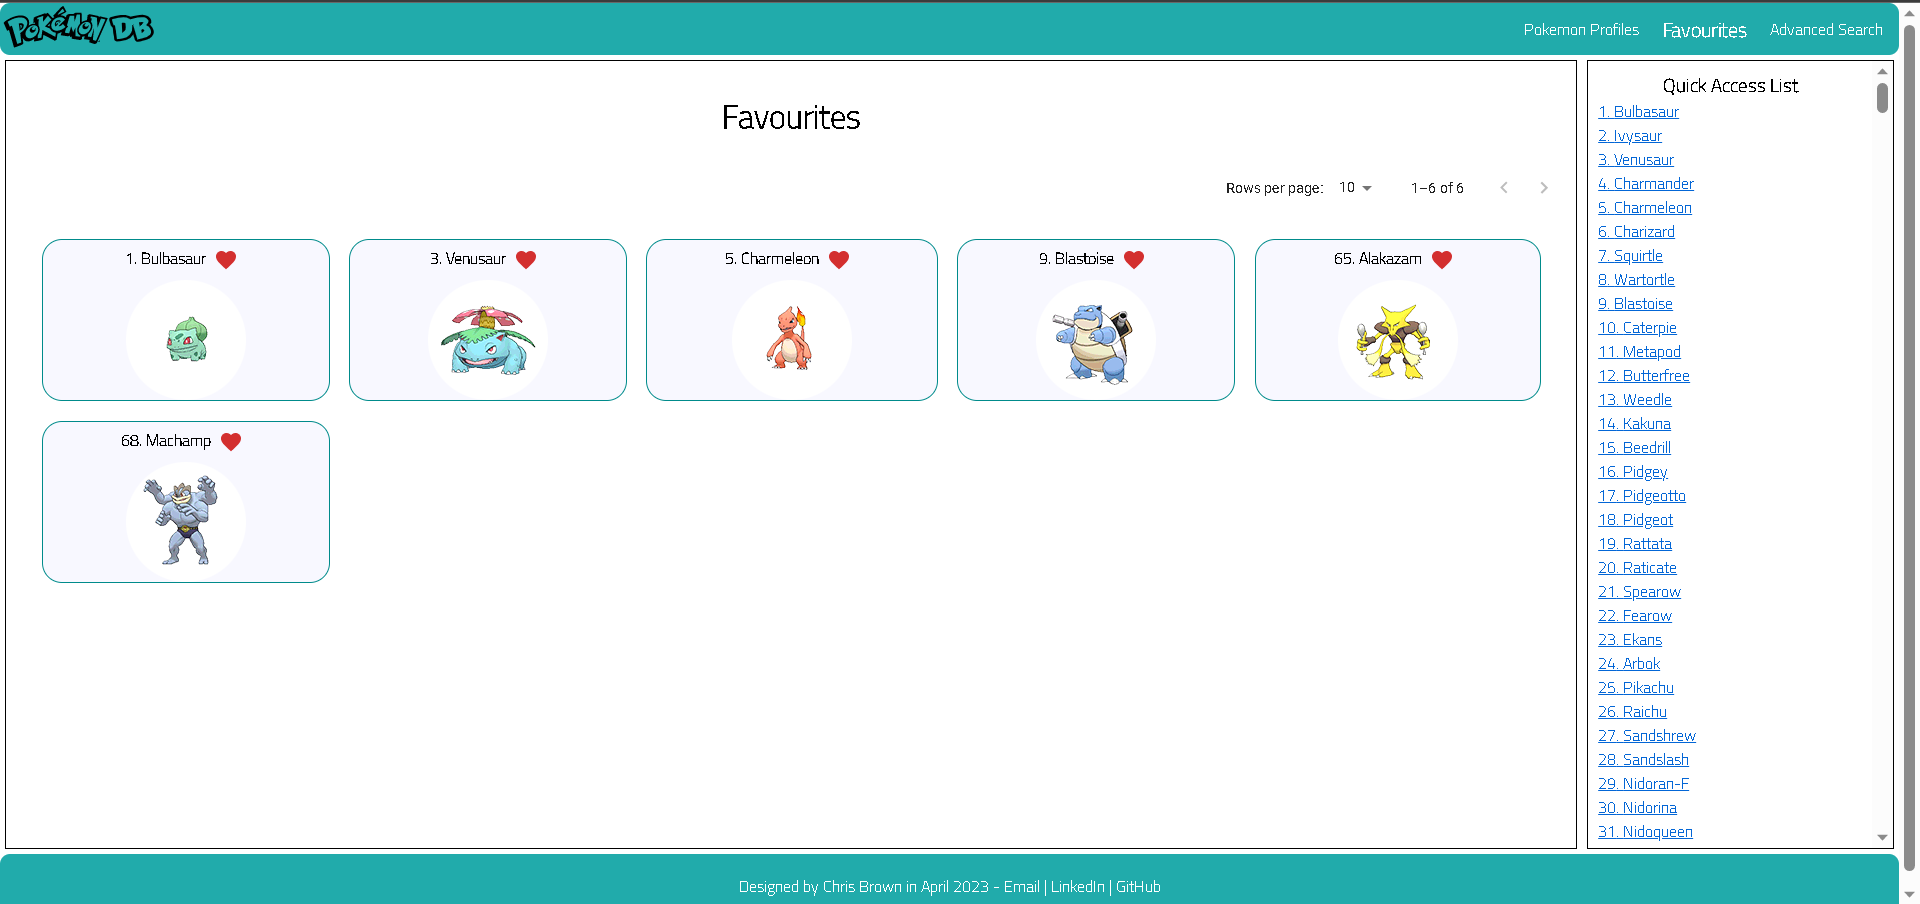 Pokémon DB
Pokemon Profiles Favourites Advanced Search
Favourites
Rows per page: 10 1–6 of 6
1. Bulbasaur
3. Venusaur
5. Charmeleon
9. Blastoise
65. Alakazam
68. Machamp
Quick Access List
1. Bulbasaur
2. Ivysaur
3. Venusaur
4. Charmander
5. Charmeleon
6. Charizard
7. Squirtle
8. Wartortle
9. Blastoise
10. Caterpie
11. Metapod
12. Butterfree
13. Weedle
14. Kakuna
15. Beedrill
16. Pidgey
17. Pidgeotto
18. Pidgeot
19. Rattata
20. Raticate
21. Spearow
22. Fearow
23. Ekans
24. Arbok
25. Pikachu
26. Raichu
27. Sandshrew
28. Sandslash
29. Nidoran-F
30. Nidorina
31. Nidoqueen
Designed by Chris Brown in April 2023 - Email | LinkedIn | GitHub